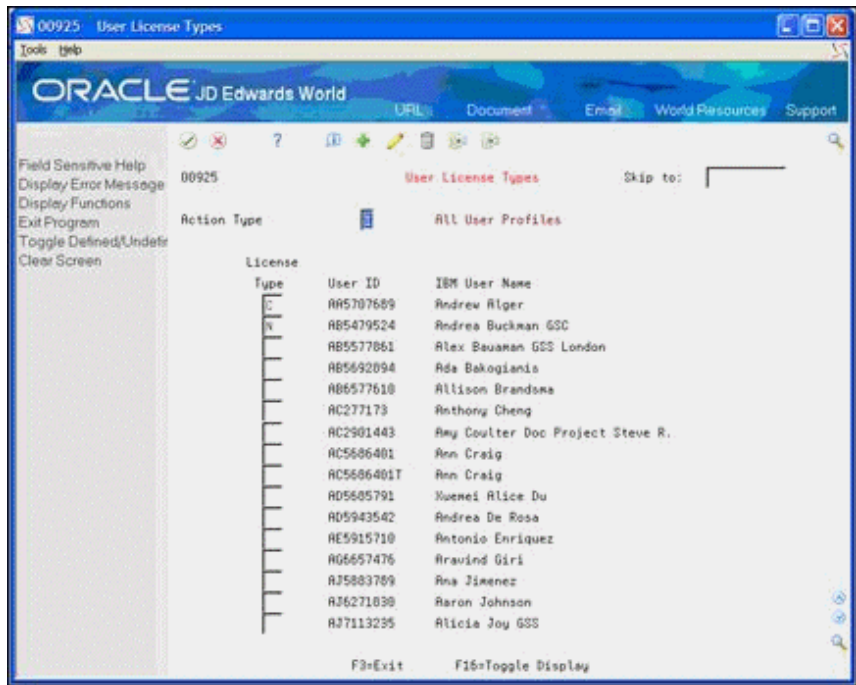 00925 User License Types
Tools Help
ORACLE JD Edwards World
URL Document Email World Resources Support
?
Field Sensitive Help
Display Error Message
Display Functions
Exit Program
Toggle Defined/Undefir
Clear Screen
00925 User License Types Skip to:
Action Type I All User Profiles
License
Type User ID IBM User Name
C AA5707689 Andrew Alger
N AB5479524 Andrea Buckman GSC
AB5577861 Alex Bauaman GSS London
AB5692094 Ada Bakogianis
AB6577610 Allison Brandsma
AC277173 Anthony Cheng
AC2901443 Amy Coulter Doc Project Steve R.
AC5686401 Ann Craig
AC5686401T Ann Craig
AD5685791 Xuemei Alice Du
AD5943542 Andrea De Rosa
AE5915710 Antonio Enriquez
AG6657476 Aravind Giri
AJ5883789 Ana Jimenez
AJ6271030 Aaron Johnson
AJ7113235 Alicia Joy GSS
F3=Exit F16=Toggle Display